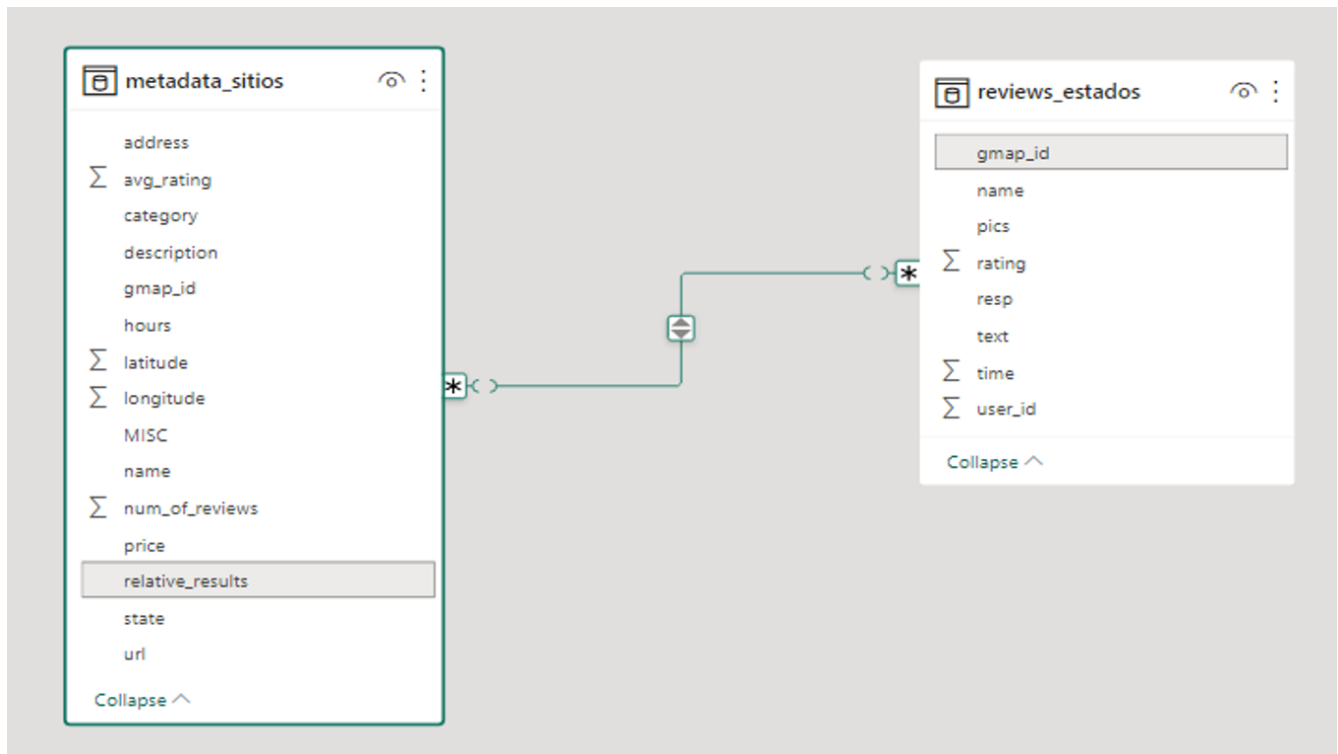 metadata_sitios
address
avg_rating
category
description
gmap_id
hours
latitude
longitude
MISC
name
num_of_reviews
price
relative_results
state
url
Collapse
reviews_estados
gmap_id
name
pics
rating
resp
text
time
user_id
Collapse